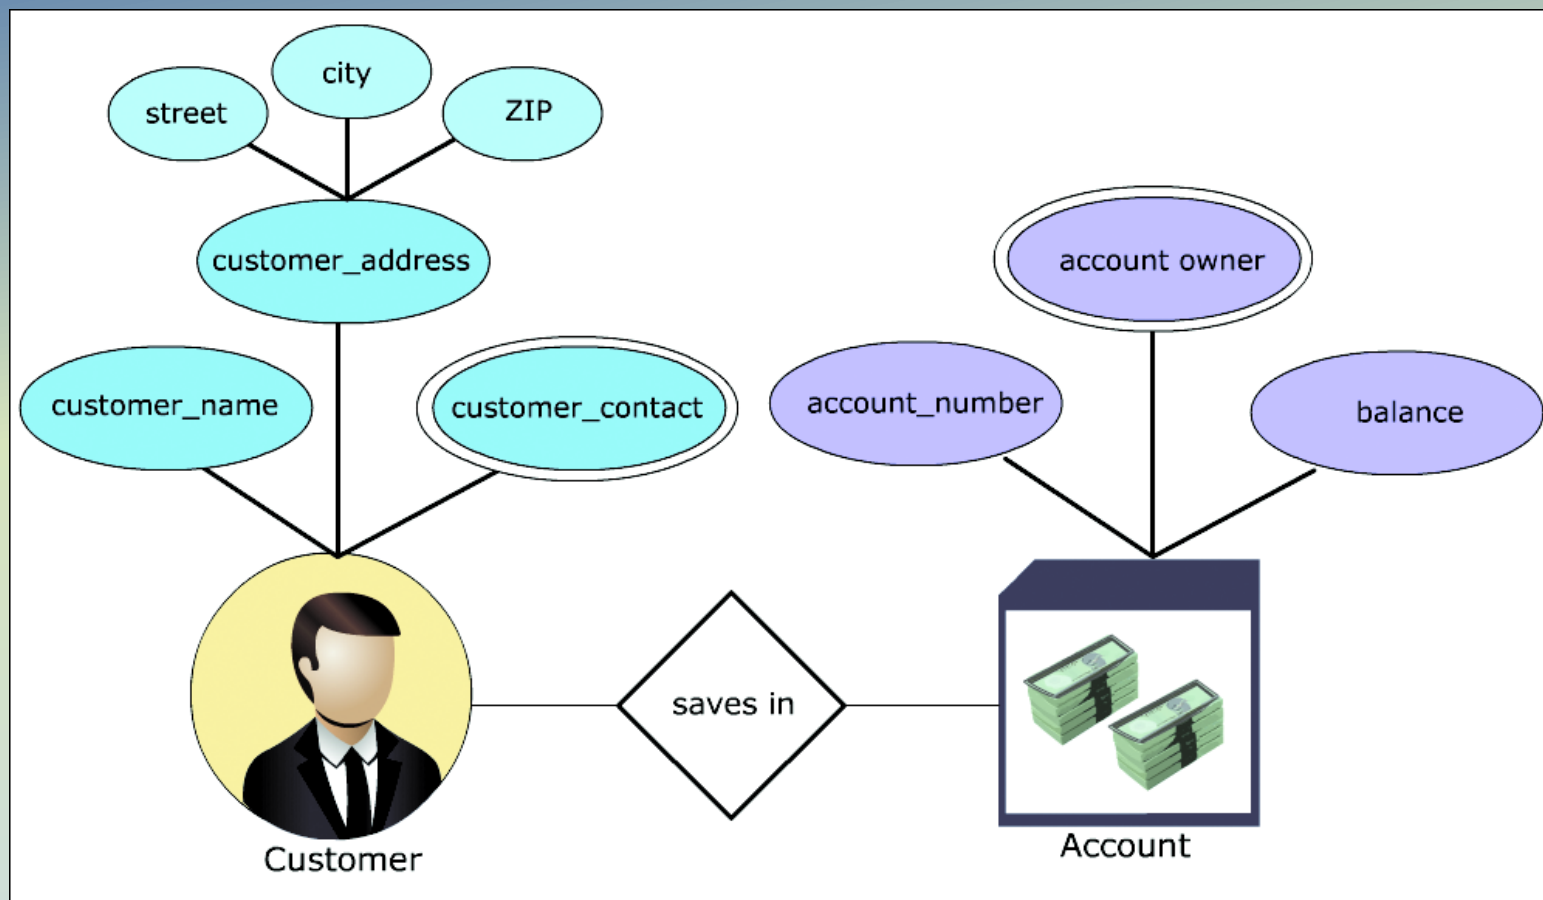 city
street
ZIP
customer_address
account owner
customer_name
customer_contact
account_number
balance
saves in
Customer
Account